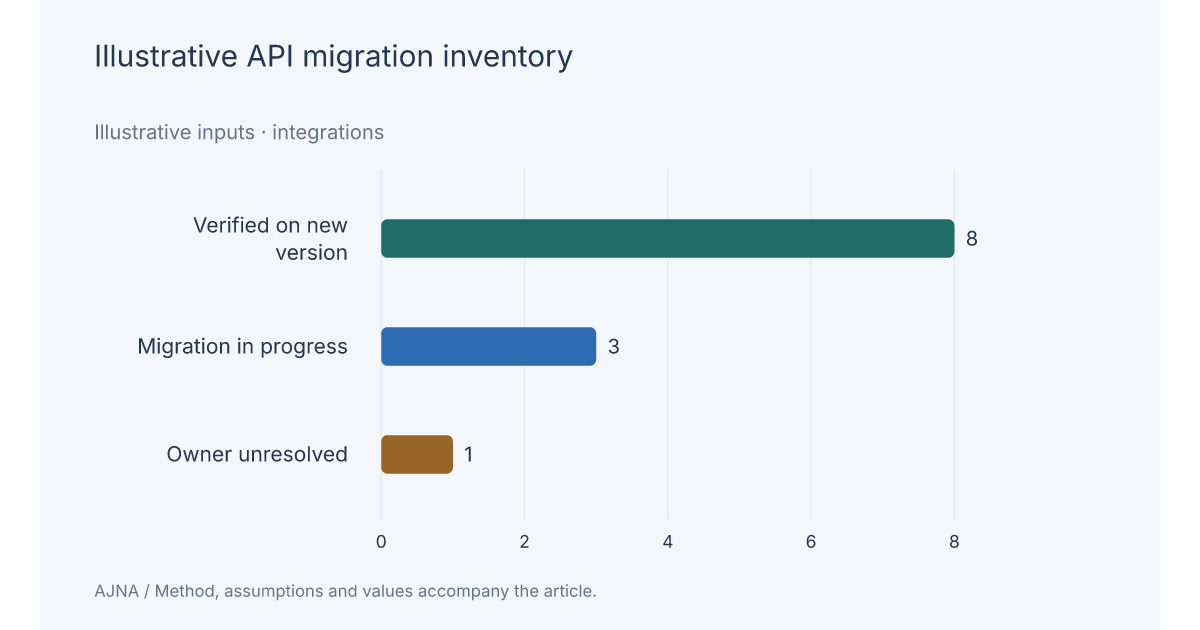 Illustrative API migration inventory
Illustrative inputs · integrations
Verified on new
version
8
Migration in progress
3
Owner unresolved
1
0 2 4 6 8
AJNA / Method, assumptions and values accompany the article.